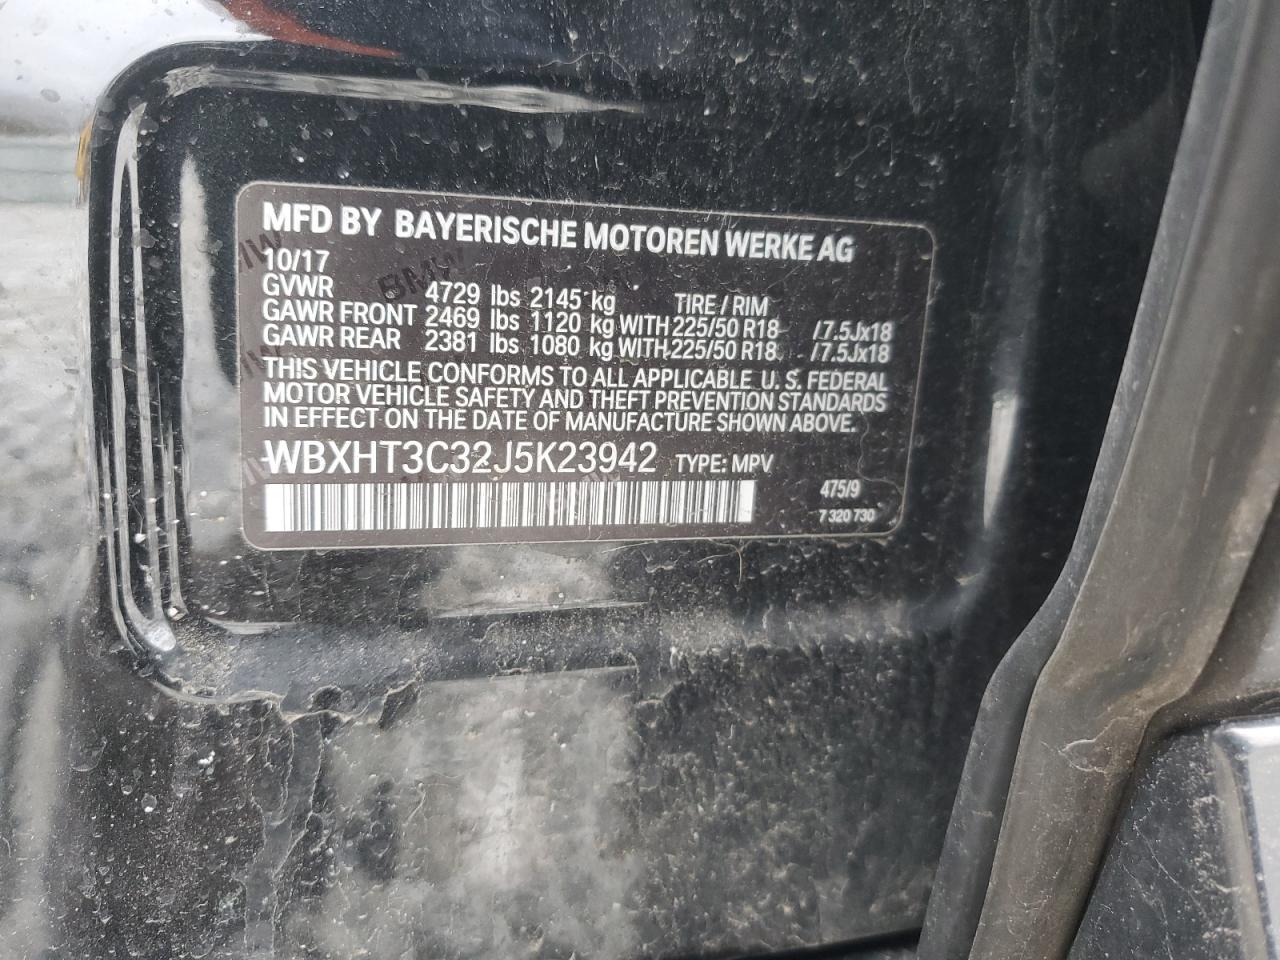 MFD BY BAYERISCHE MOTOREN WERKE AG
10/17
GVWR 4729 lbs 2145 kg TIRE / RIM
GAWR FRONT 2469 lbs 1120 kg WITH 225/50 R18 /7.5Jx18
GAWR REAR 2381 lbs 1080 kg WITH 225/50 R18 /7.5Jx18
THIS VEHICLE CONFORMS TO ALL APPLICABLE U. S. FEDERAL
MOTOR VEHICLE SAFETY AND THEFT PREVENTION STANDARDS
IN EFFECT ON THE DATE OF MANUFACTURE SHOWN ABOVE.
WBXHT3C32J5K23942 TYPE: MPV
475/9
7 320 730